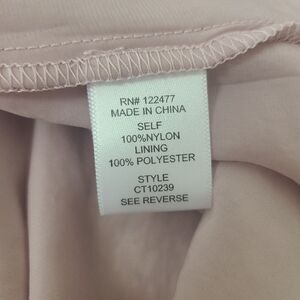 RN# 122477
MADE IN CHINA
SELF
100%NYLON
LINING
100% POLYESTER
STYLE
CT10239
SEE REVERSE